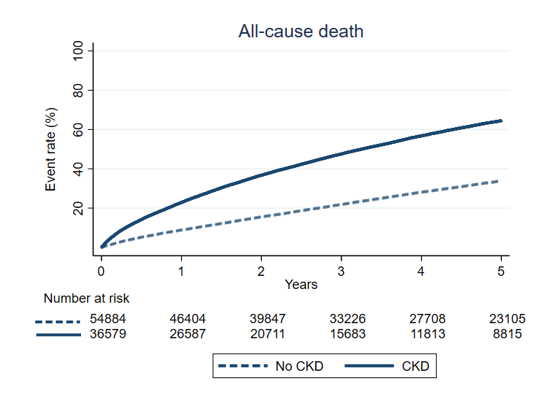 All-cause death
Event rate (%)
100
80
60
40
20
0 1 2 3 4 5
Years
Number at risk
54884 46404 39847 33226 27708 23105
36579 26587 20711 15683 11813 8815
No CKD CKD